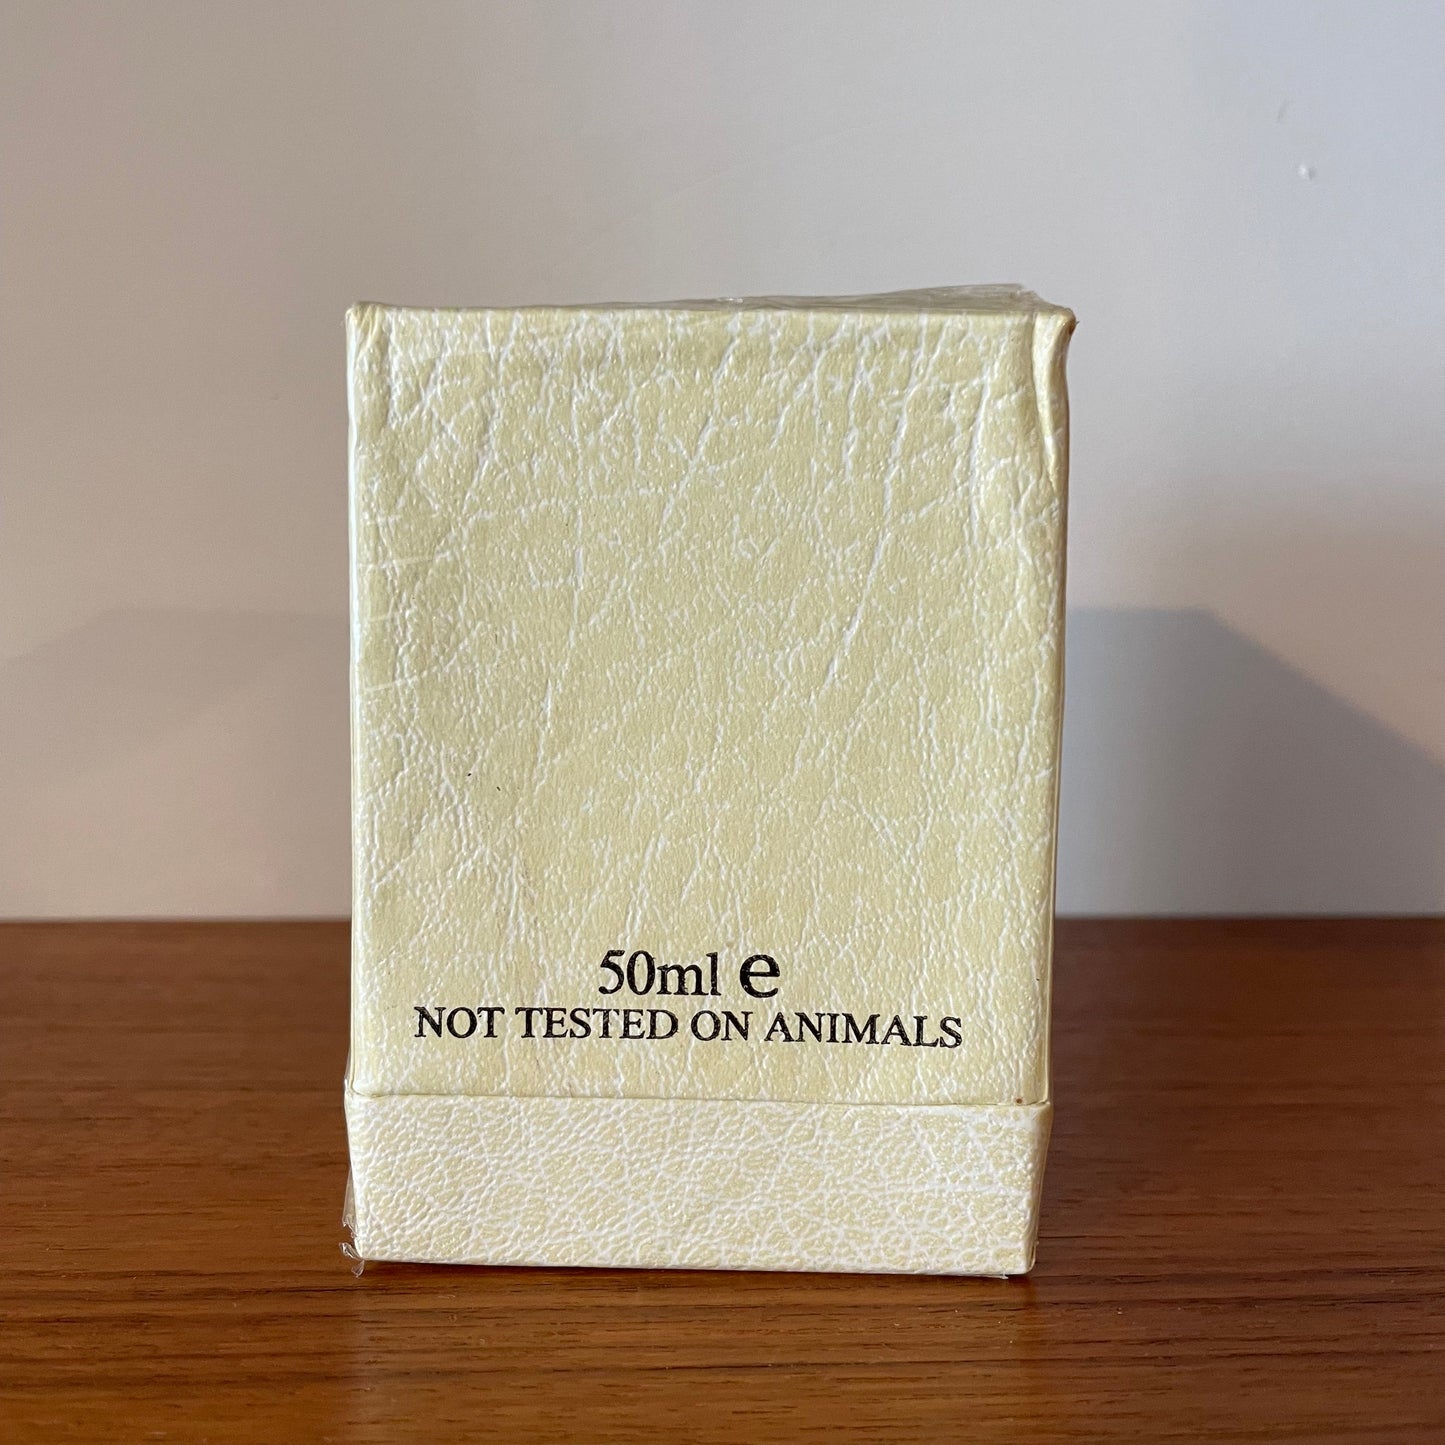 50ml ℮
NOT TESTED ON ANIMALS